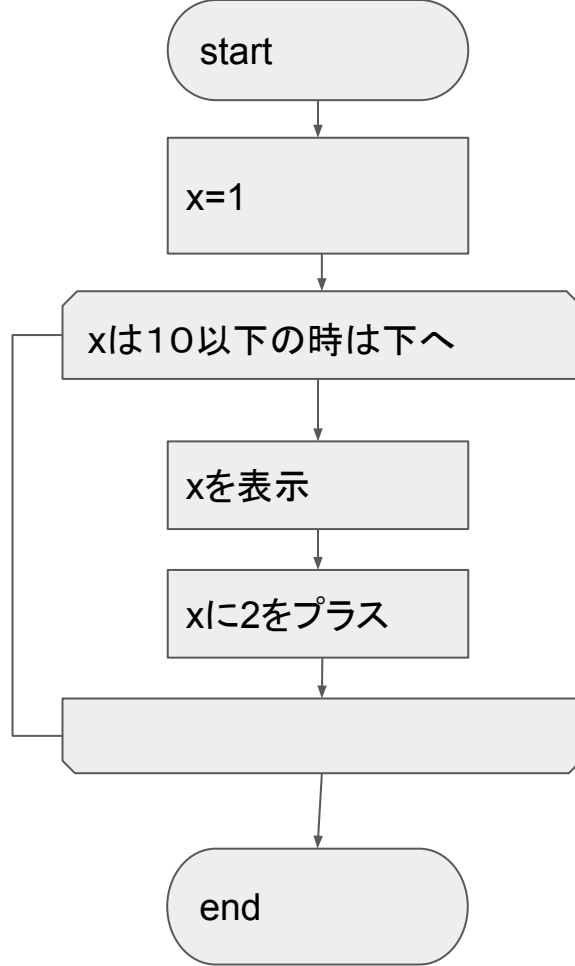 start
x=1
xは１０以下の時は下へ
xを表示
xに2をプラス
end